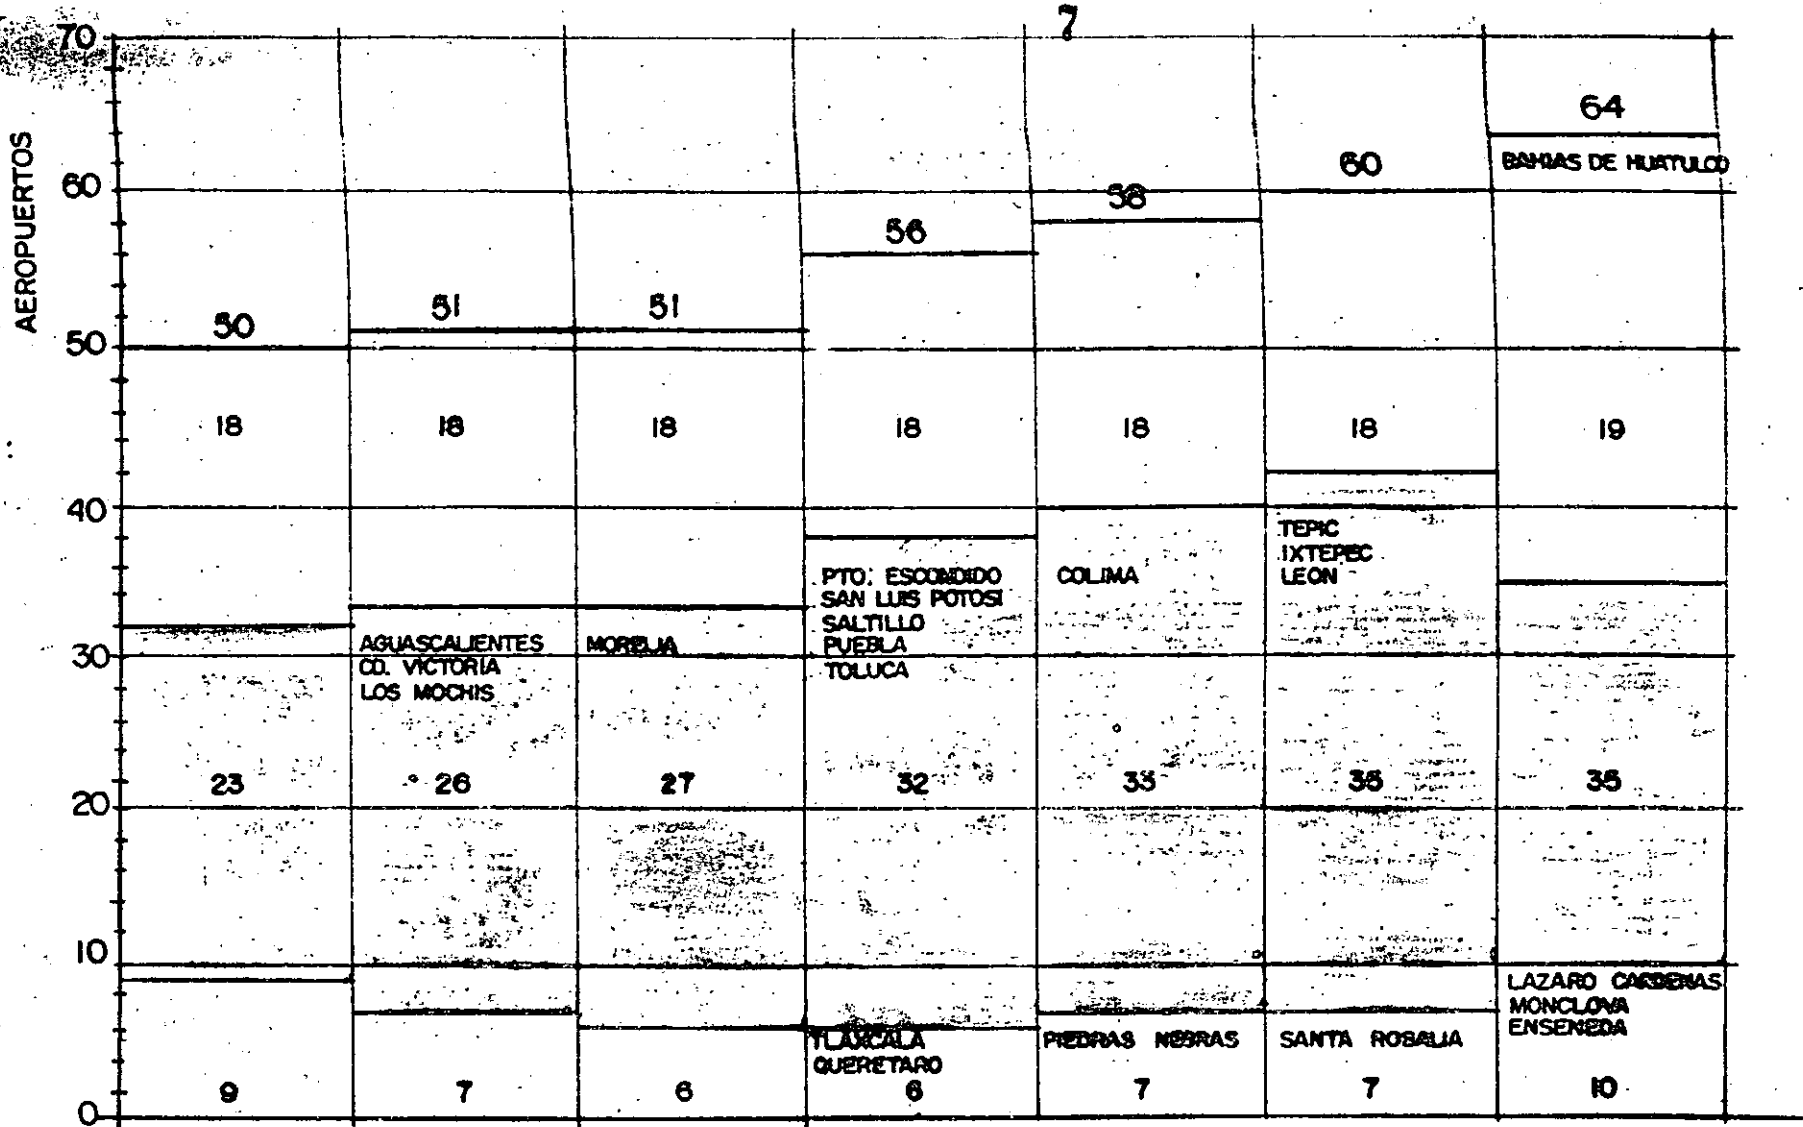 7
70
AEROPUERTOS
64
BAHIAS DE HUATULCO
60
60
58
56
51
51
50
50
18
18
18
18
18
18
19
40
TEPIC
IXTEPEC
LEON
COLIMA
PTO. ESCONDIDO
SAN LUIS POTOSI
SALTILLO
PUEBLA
TOLUCA
AGUASCALIENTES
CD. VICTORIA
LOS MOCHIS
MORELIA
30
23
26
27
32
33
35
35
20
10
LAZARO CARDENAS
MONCLOVA
ENSENEDA
TLAXCALA
QUERETARO
PIEDRAS NEGRAS
SANTA ROSALIA
9
7
6
6
7
7
10
0